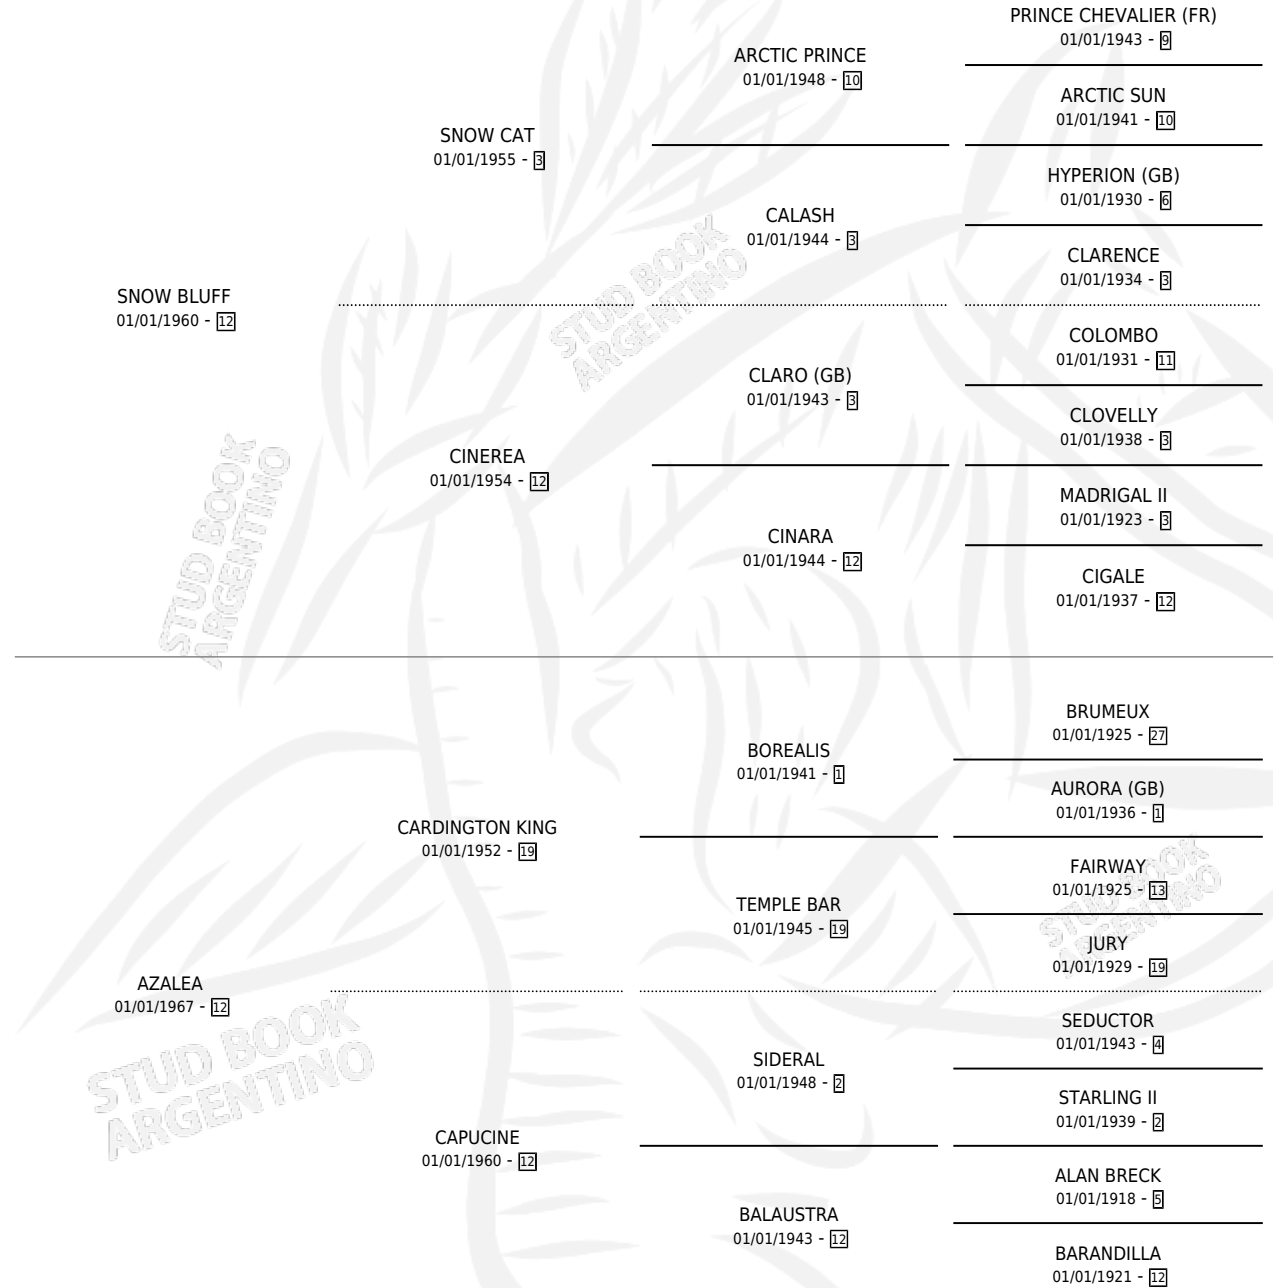 PRINCE CHEVALIER (FR)
01/01/1943 - 9
ARCTIC PRINCE
01/01/1948 - 10
ARCTIC SUN
01/01/1941 - 10
SNOW CAT
01/01/1955 - 3
HYPERION (GB)
01/01/1930 - 6
CALASH
01/01/1944 - 3
CLARENCE
01/01/1934 - 3
SNOW BLUFF
01/01/1960 - 12
COLOMBO
01/01/1931 - 11
CLARO (GB)
01/01/1943 - 3
CLOVELLY
01/01/1938 - 3
CINEREA
01/01/1954 - 12
MADRIGAL II
01/01/1923 - 3
CINARA
01/01/1944 - 12
CIGALE
01/01/1937 - 12
BRUMEUX
01/01/1925 - 27
BOREALIS
01/01/1941 - 1
AURORA (GB)
01/01/1936 - 1
CARDINGTON KING
01/01/1952 - 19
FAIRWAY
01/01/1925 - 13
TEMPLE BAR
01/01/1945 - 19
JURY
01/01/1929 - 19
AZALEA
01/01/1967 - 12
SEDUCTOR
01/01/1943 - 4
SIDERAL
01/01/1948 - 2
STARLING II
01/01/1939 - 2
CAPUCINE
01/01/1960 - 12
ALAN BRECK
01/01/1918 - 5
BALAUSTRA
01/01/1943 - 12
BARANDILLA
01/01/1921 - 12
STUD BOOK
ARGENTINO
STUD BOOK
ARGENTINO
STUD BOOK
ARGENTINO
STUD BOOK
ARGENTINO